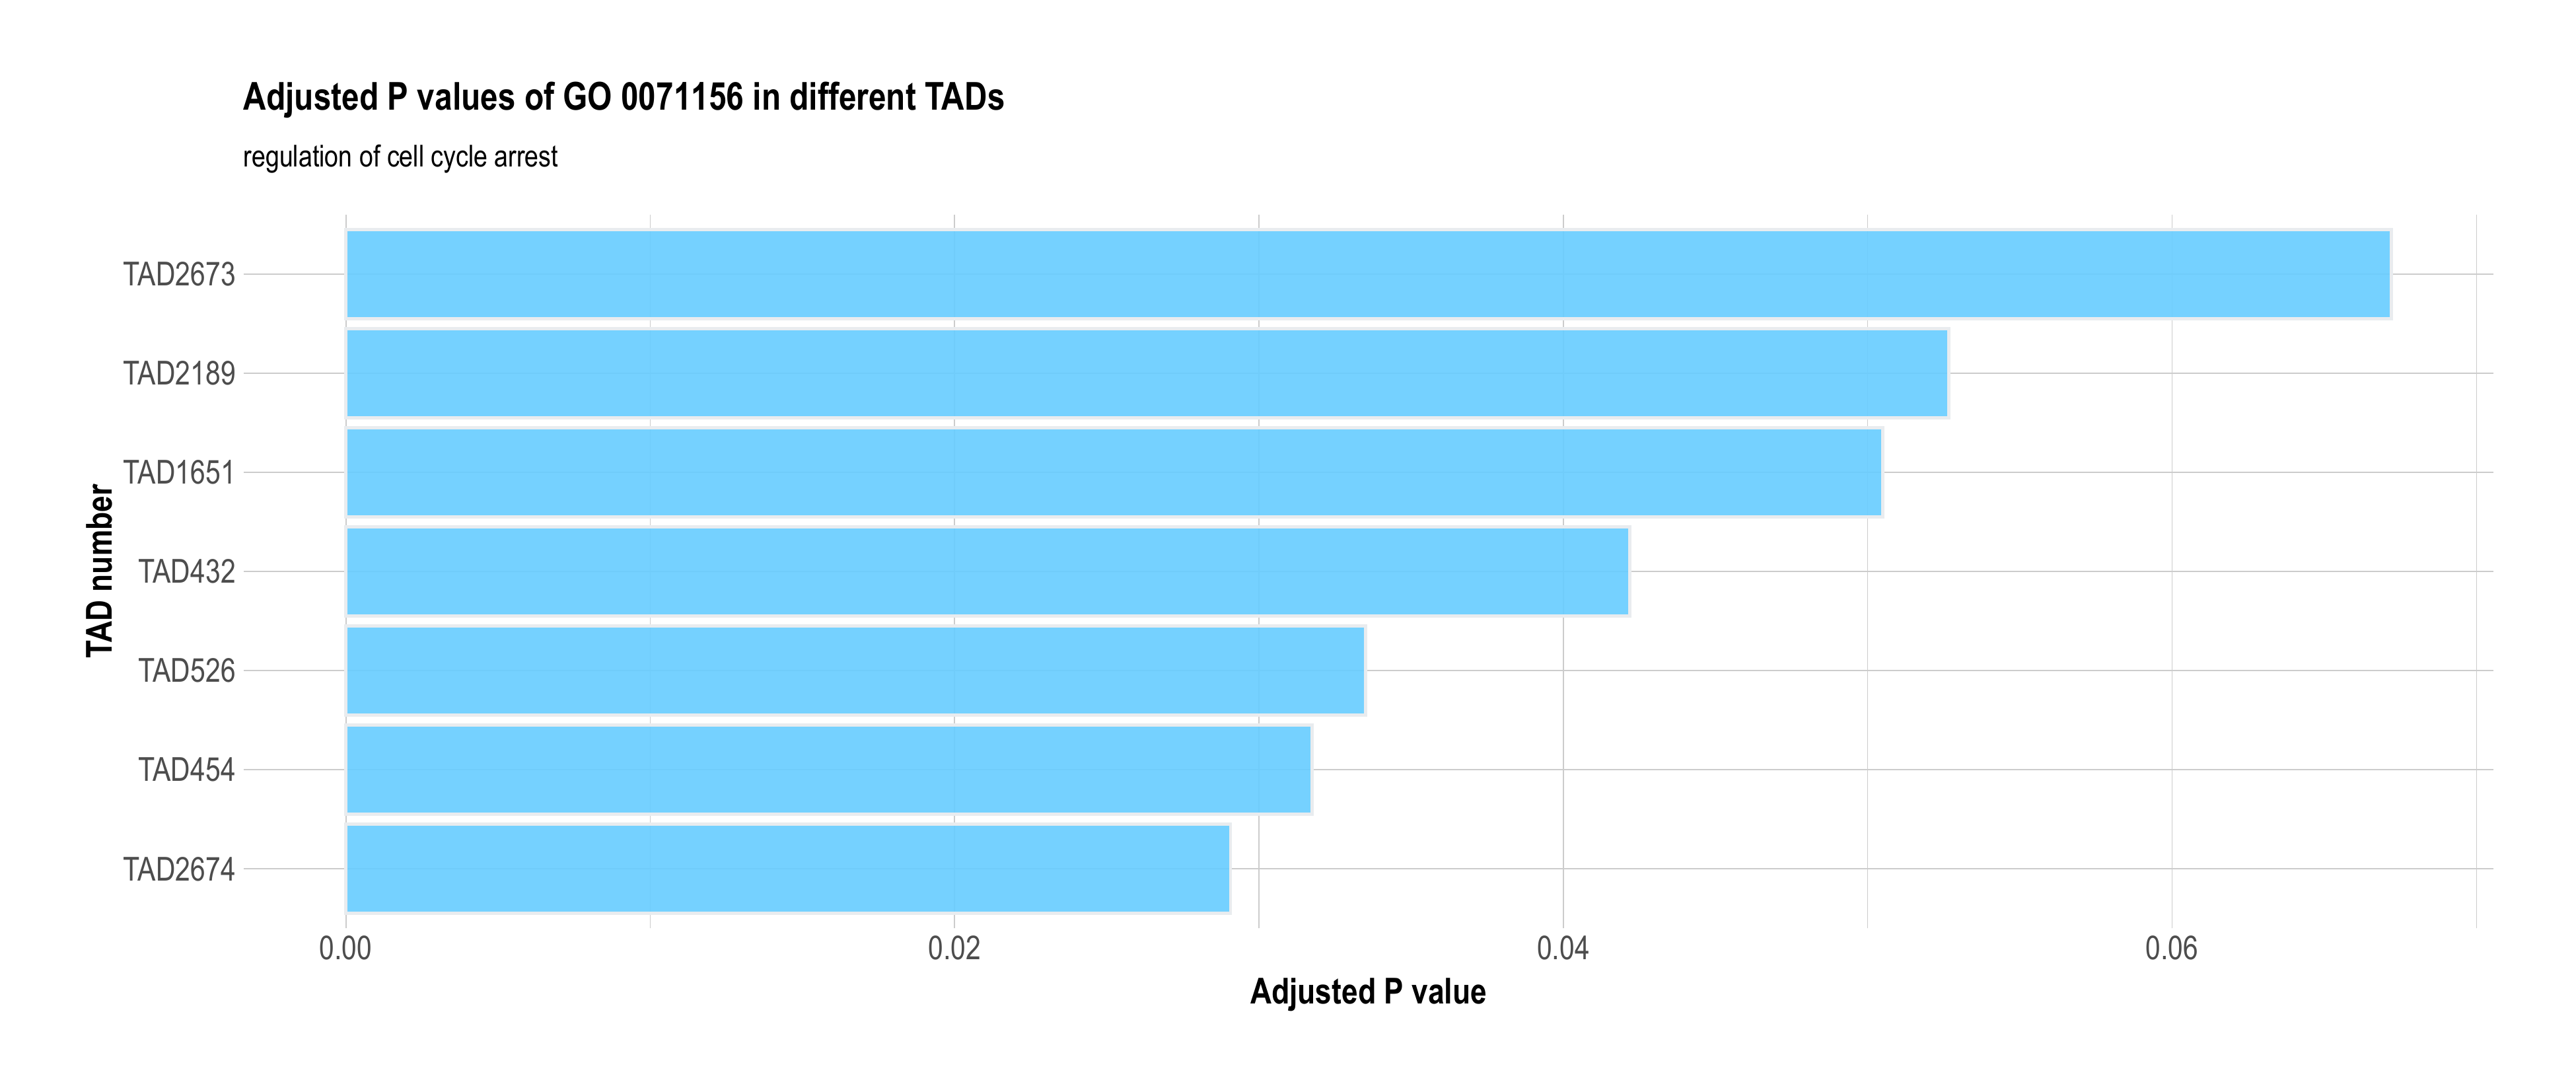 Adjusted P values of GO 0071156 in different TADs
regulation of cell cycle arrest
TAD number
TAD2673
TAD2189
TAD1651
TAD432
TAD526
TAD454
TAD2674
0.00 0.02 0.04 0.06
Adjusted P value